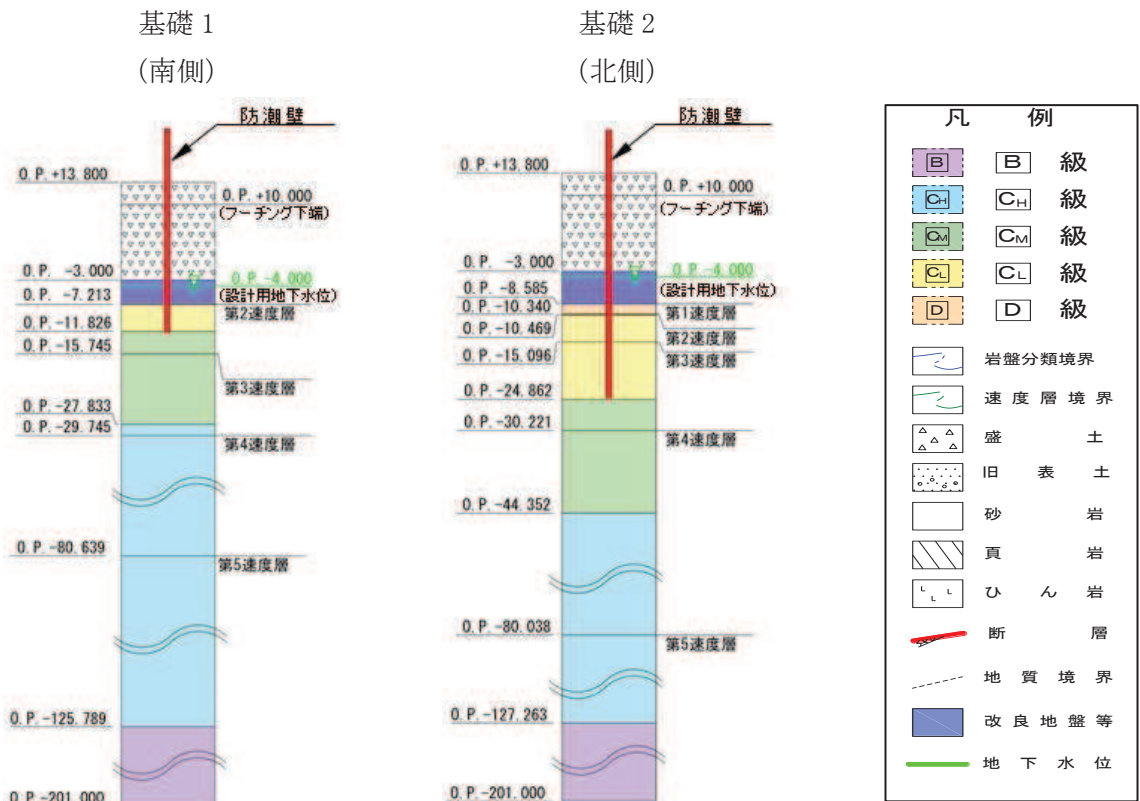 基礎 1
(南側)
防潮壁
O.P.+13.800
O.P.+10.000
(フーチング下端)
O.P. -3.000
O.P.-4.000
(設計用地下水位)
O.P. -7.213
第2速度層
O.P.-11.826
O.P.-15.745
第3速度層
O.P.-27.833
O.P.-29.745
第4速度層
O.P.-80.639
第5速度層
O.P.-125.789
O.P.-201.000
基礎 2
(北側)
防潮壁
O.P.+13.800
O.P.+10.000
(フーチング下端)
O.P. -3.000
O.P.-4.000
(設計用地下水位)
O.P. -8.585
第1速度層
O.P.-10.340
O.P.-10.469
第2速度層
O.P.-15.096
第3速度層
O.P.-24.862
O.P.-30.221
第4速度層
O.P.-44.352
O.P.-80.038
第5速度層
O.P.-127.263
O.P.-201.000
凡 例
B B 級
CH CH 級
CM CM 級
CL CL 級
D D 級
岩盤分類境界
速度層境界
盛土
旧表土
砂岩
頁岩
ひん岩
断層
地質境界
改良地盤等
地下水位